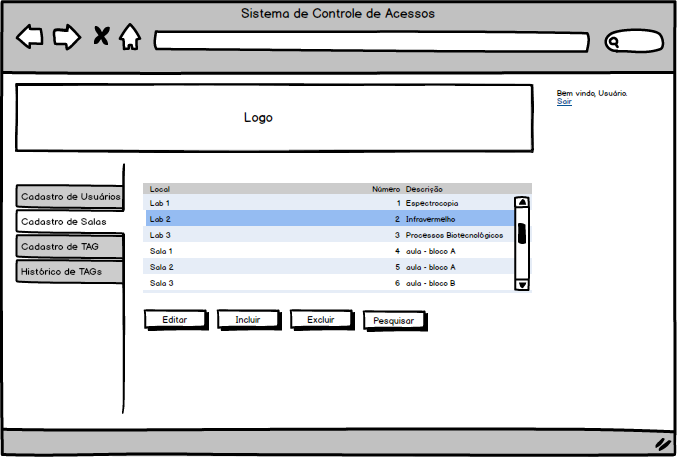 Sistema de Controle de Acessos
Bem vindo, Usuário.
Sair
Logo
Cadastro de Usuários
Cadastro de Salas
Cadastro de TAG
Histórico de TAGs
Local Número Descrição
Lab 1 1 Espectrocopia
Lab 2 2 Infravermelho
Lab 3 3 Processos Biotecnológicos
Sala 1 4 aula - bloco A
Sala 2 5 aula - bloco A
Sala 3 6 aula - bloco B
Editar Incluir Excluir Pesquisar